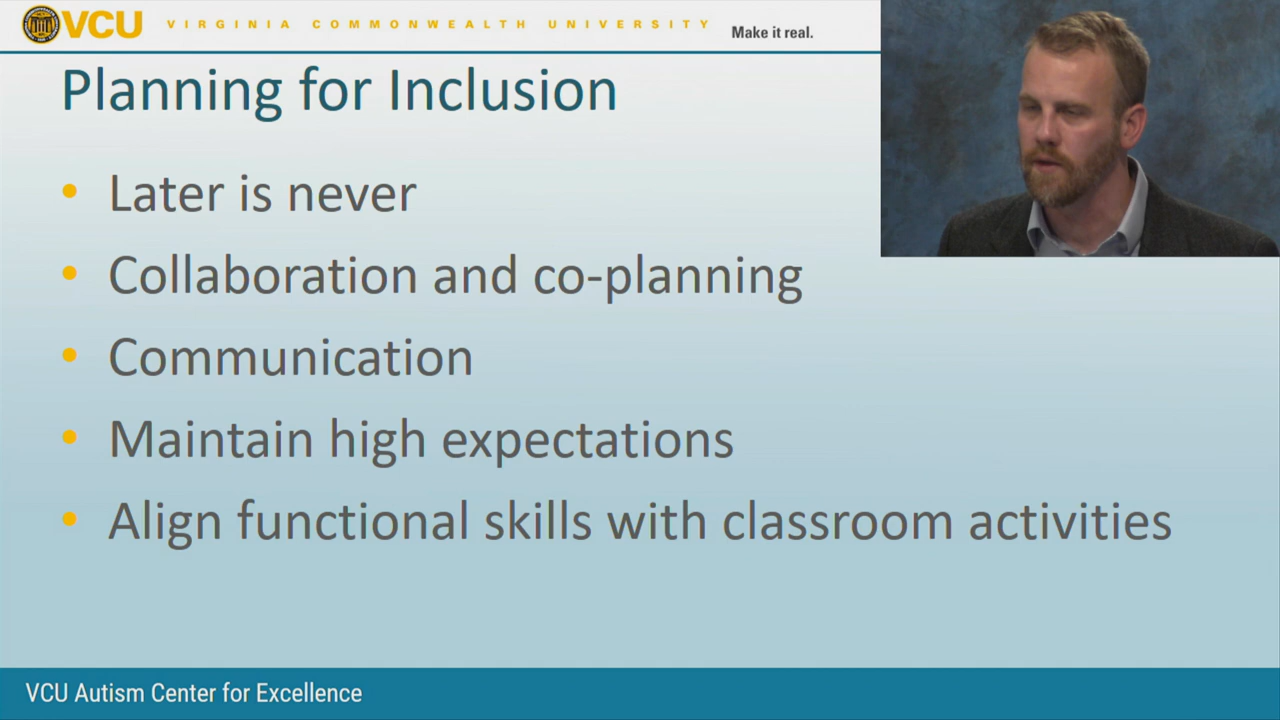 VCU VIRGINIA COMMONWEALTH UNIVERSITY Make it real.
Planning for Inclusion
• Later is never
• Collaboration and co-planning
• Communication
• Maintain high expectations
• Align functional skills with classroom activities
VCU Autism Center for Excellence